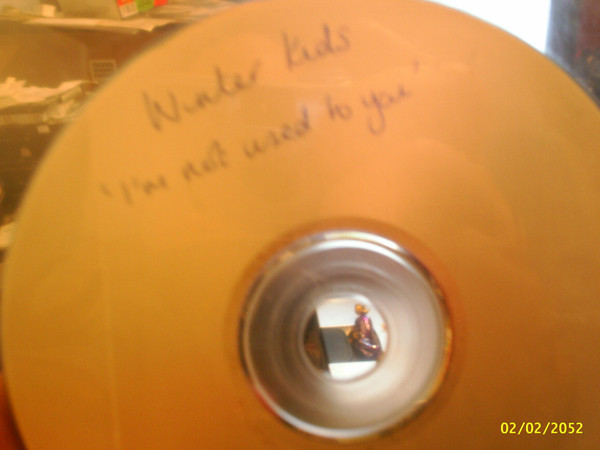 Winter Kids
'I'm not used to you'
02/02/2052